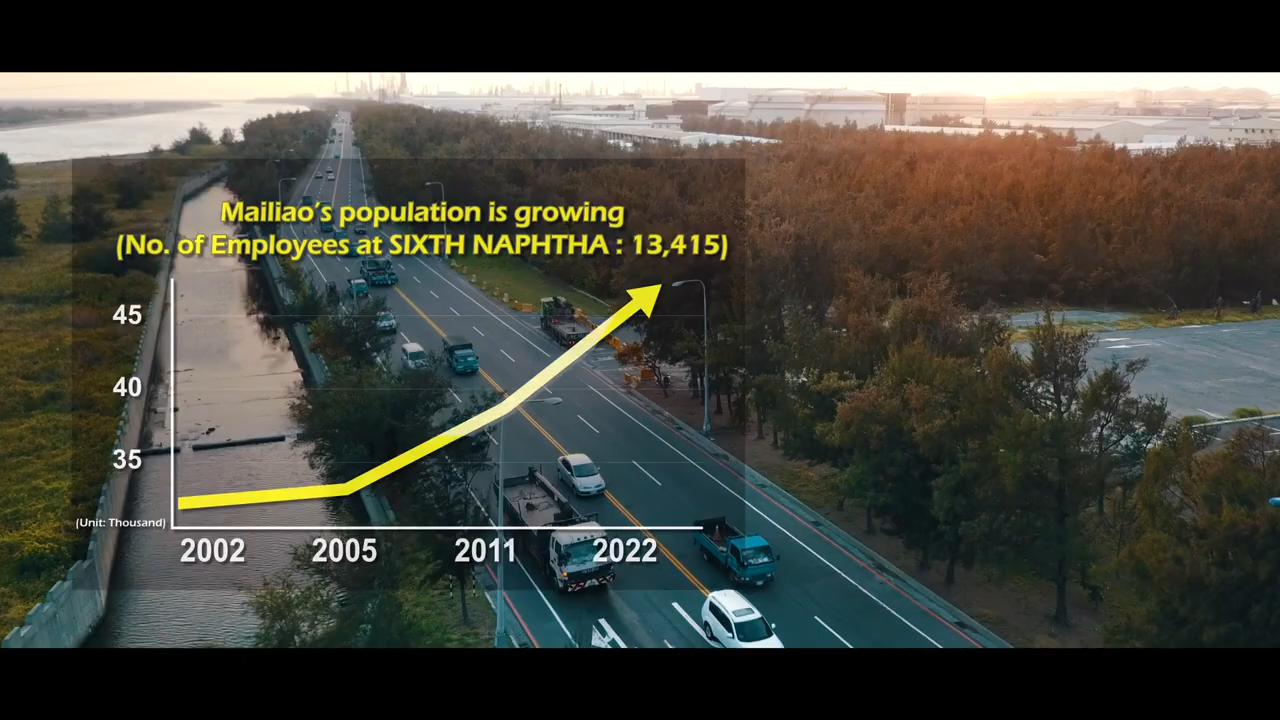 Mailiao's population is growing
(No. of Employees at SIXTH NAPHTHA : 13,415)
45
40
35
(Unit: Thousand)
2002 2005 2011 2022